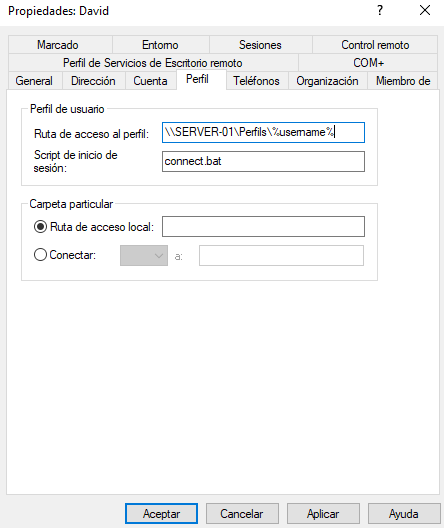 Propiedades: David
?
Marcado Entorno Sesiones Control remoto
Perfil de Servicios de Escritorio remoto COM+
General Dirección Cuenta Perfil Teléfonos Organización Miembro de
Perfil de usuario
Ruta de acceso al perfil: \\SERVER-01\Perfils\%username%
Script de inicio de
sesión: connect.bat
Carpeta particular
Ruta de acceso local:
Conectar: a:
Aceptar Cancelar Aplicar Ayuda